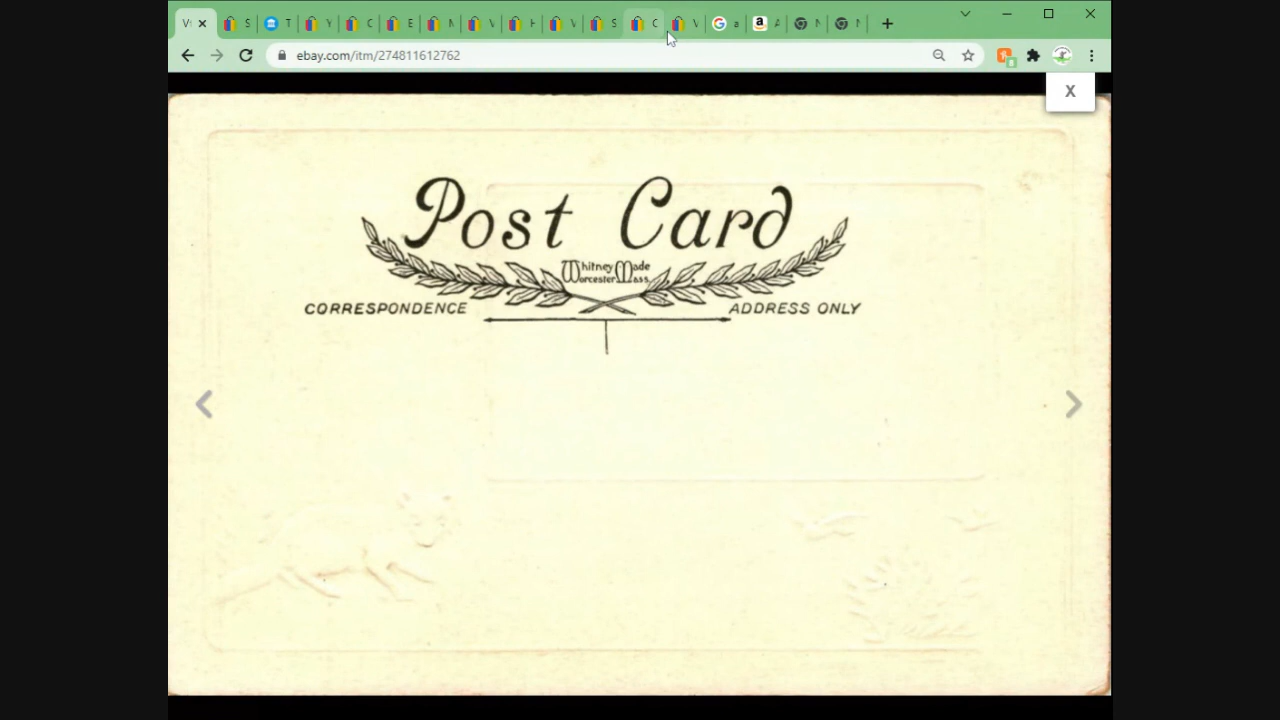 ebay.com/itm/274811612762
X
Post Card
Whitney Made
Worcester Mass.
CORRESPONDENCE
ADDRESS ONLY